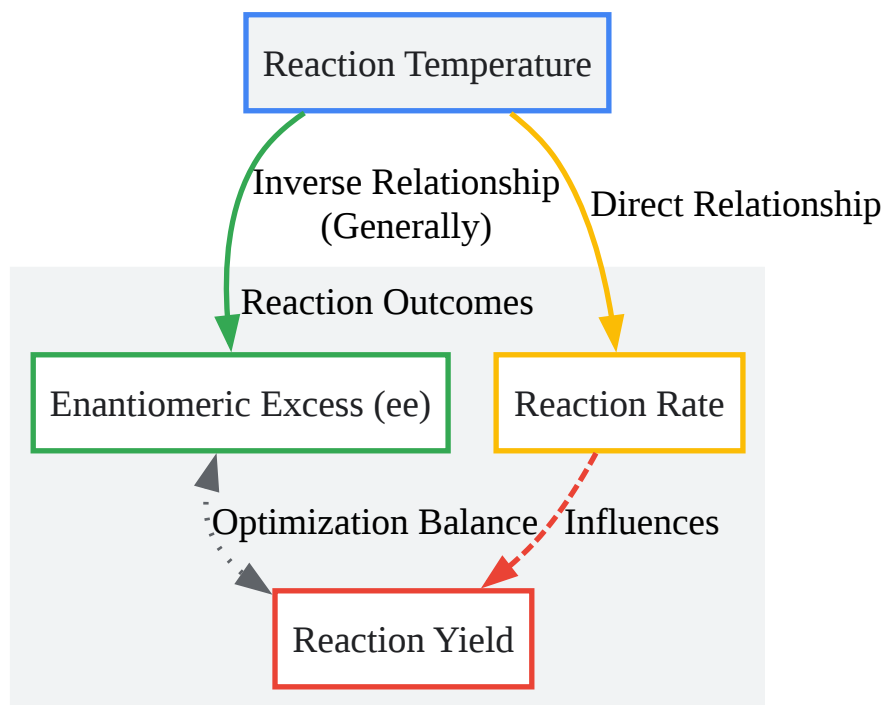 Reaction Temperature
Inverse Relationship
(Generally)
Direct Relationship
Reaction Outcomes
Enantiomeric Excess (ee)
Reaction Rate
Optimization Balance
Influences
Reaction Yield